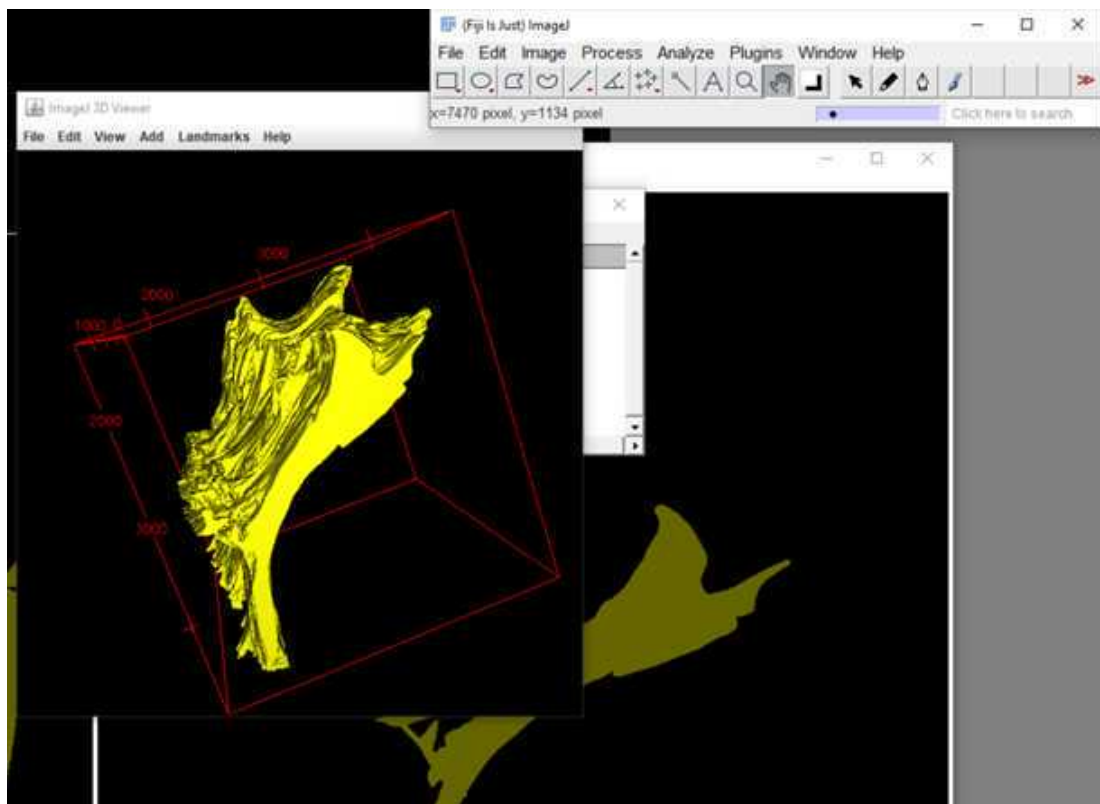 (Fiji Is Just) ImageJ
File Edit Image Process Analyze Plugins Window Help
x=7470 pixel, y=1134 pixel
Click here to search
ImageJ 3D Viewer
File Edit View Add Landmarks Help
3000
2000
1000 0
2000
3000